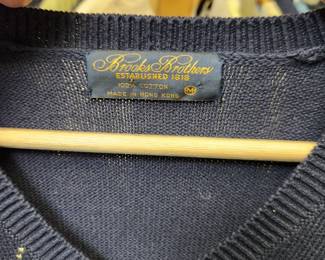 Brooks Brothers
ESTABLISHED 1818
100% COTTON
MADE IN HONG KONG
M